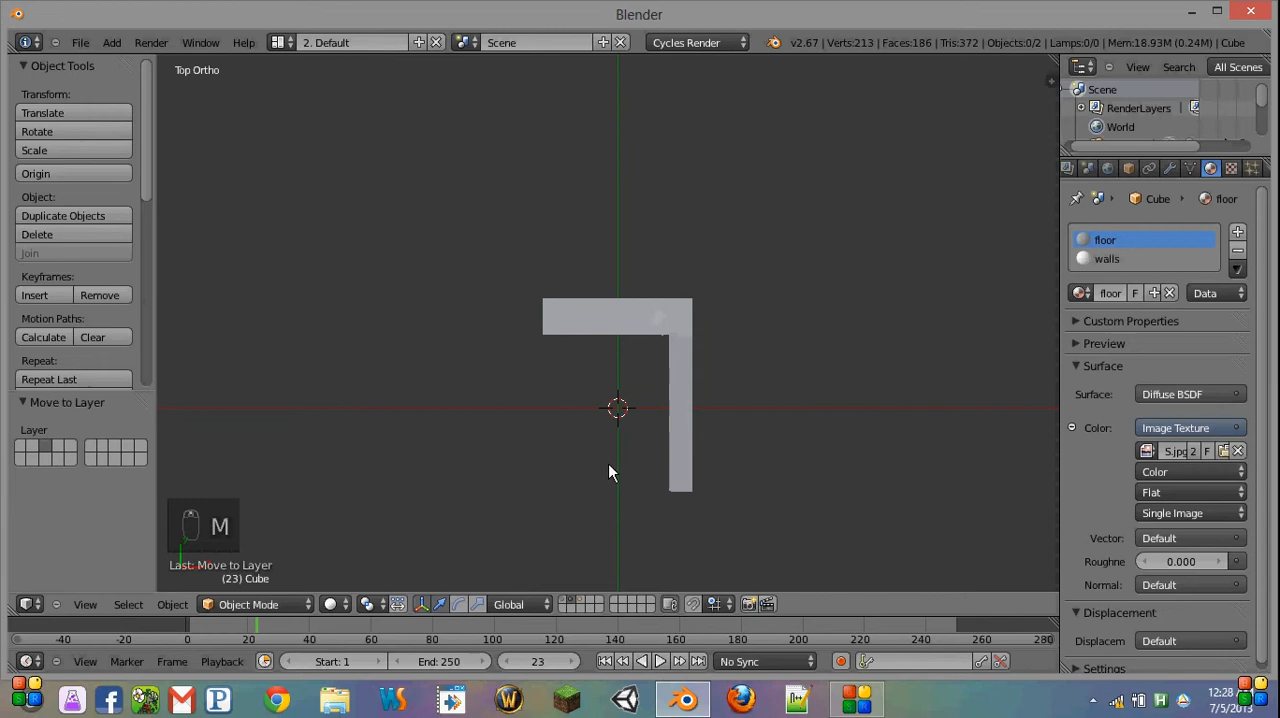 Blender
File Add Render Window Help
2. Default
Scene
Cycles Render
v2.67 | Verts:213 | Faces:186 | Tris:372 | Objects:0/2 | Lamps:0/0 | Mem:18.93M (0.24M) | Cube
Object Tools
Transform:
Translate
Rotate
Scale
Origin
Object:
Duplicate Objects
Delete
Join
Keyframes:
Insert Remove
Motion Paths:
Calculate Clear
Repeat:
Repeat Last
Move to Layer
Layer
Top Ortho
M
Last: Move to Layer
(23) Cube
View Search All Scenes
Scene
RenderLayers
World
Cube floor
floor
walls
floor F Data
Custom Properties
Preview
Surface
Surface: Diffuse BSDF
Color: Image Texture
S.jpg 2 F
Color
Flat
Single Image
Vector: Default
Roughne 0.000
Normal: Default
Displacement
Displacem Default
Settings
View Select Object Object Mode Global
-40 -20 0 20 40 60 80 100 120 140 160 180 200 220 240 260 280
View Marker Frame Playback Start: 1 End: 250 23 No Sync
12:28
7/5/2013